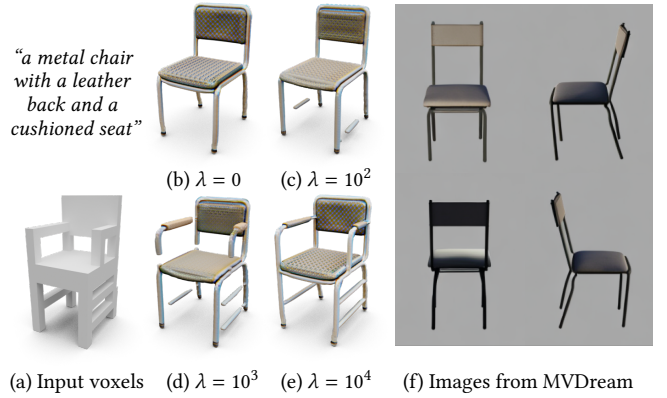 “a metal chair
with a leather
back and a
cushioned seat”
(b) λ = 0
(c) λ = 10²
(a) Input voxels
(d) λ = 10³
(e) λ = 10⁴
(f) Images from MVDream